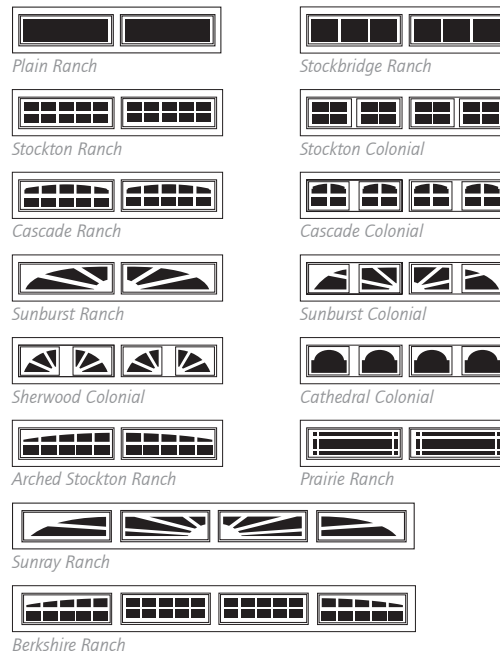 Plain Ranch
Stockbridge Ranch
Stockton Ranch
Stockton Colonial
Cascade Ranch
Cascade Colonial
Sunburst Ranch
Sunburst Colonial
Sherwood Colonial
Cathedral Colonial
Arched Stockton Ranch
Prairie Ranch
Sunray Ranch
Berkshire Ranch